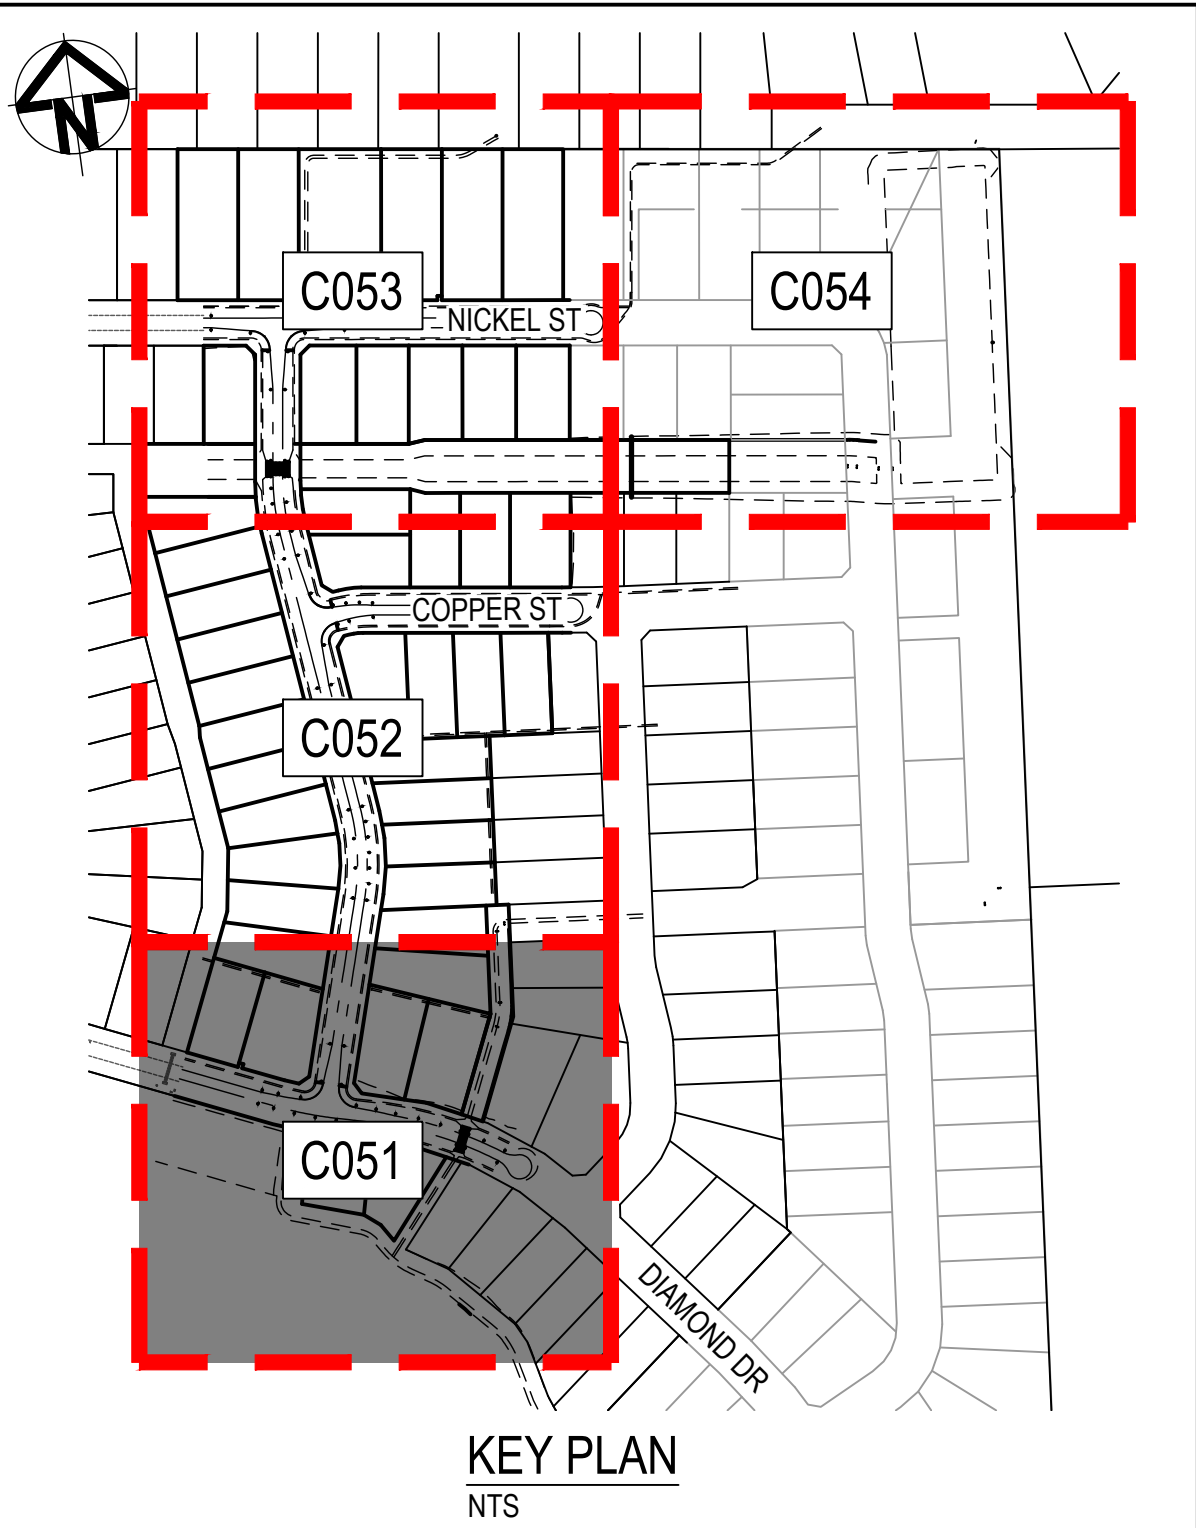 N
C053
C054
NICKEL ST
COPPER ST
C052
C051
DIAMOND DR
KEY PLAN
NTS